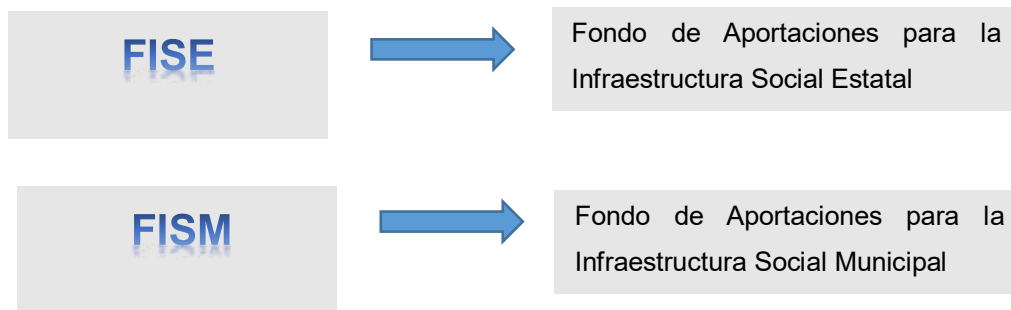 FISE
Fondo de Aportaciones para la
Infraestructura Social Estatal
FISM
Fondo de Aportaciones para la
Infraestructura Social Municipal